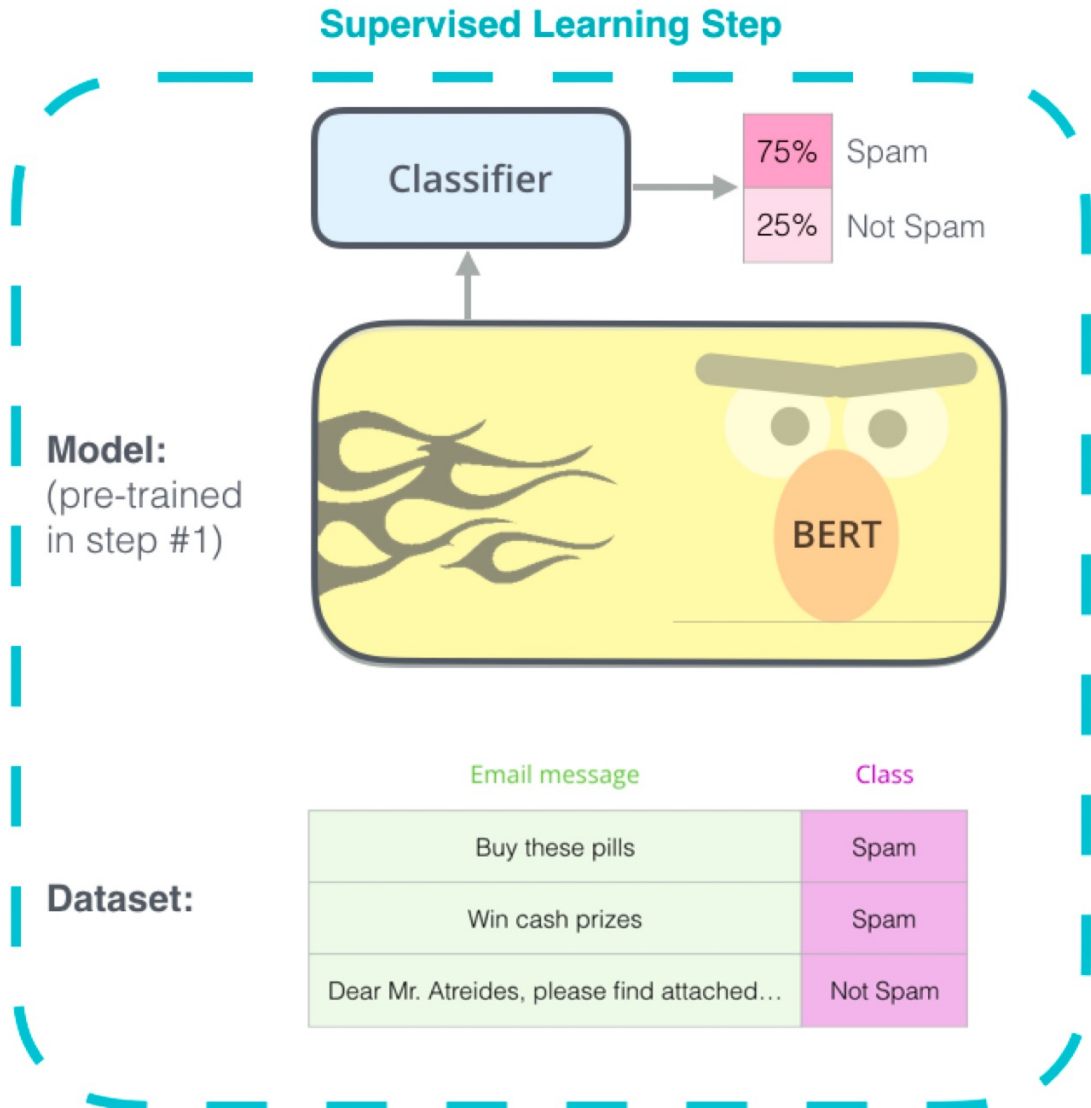 Supervised Learning Step
Classifier
75% Spam
25% Not Spam
Model:
(pre-trained
in step #1)
BERT
Email message Class
Dataset:
Buy these pills Spam
Win cash prizes Spam
Dear Mr. Atreides, please find attached... Not Spam